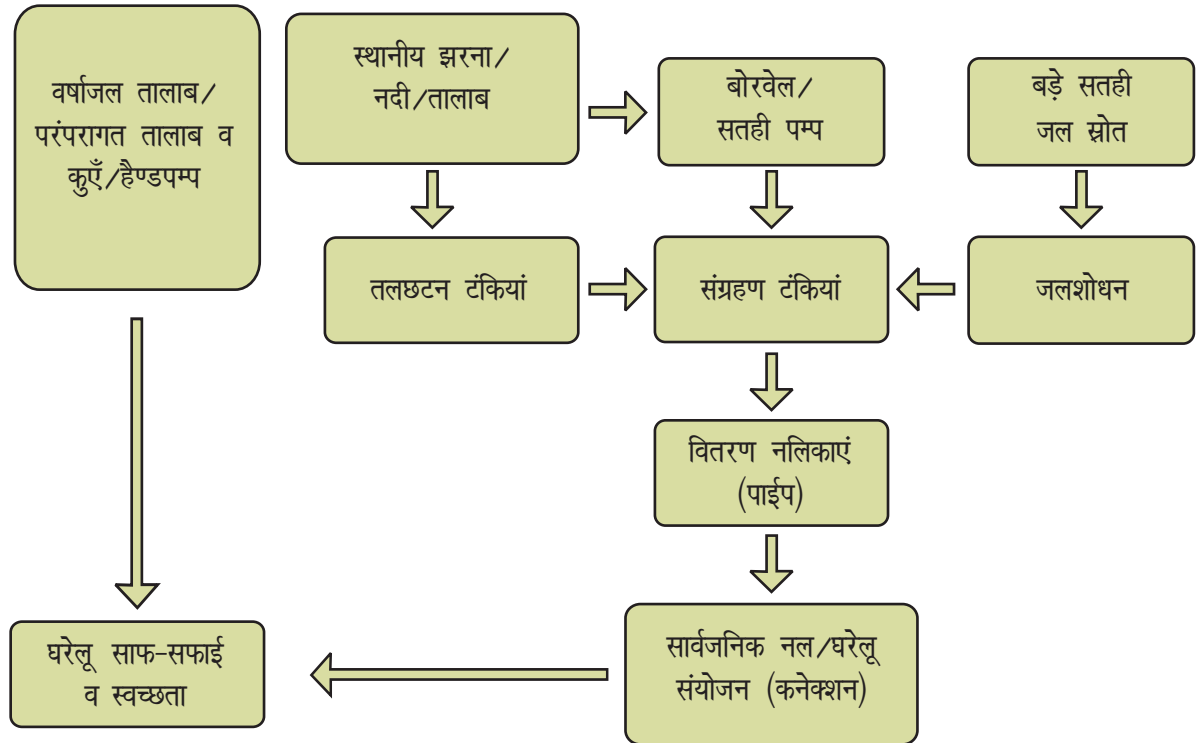 वर्षाजल तालाब/
परंपरागत तालाब व
कुएँ/हैण्डपम्प
स्थानीय झरना/
नदी/तालाब
बोरवेल/
सतही पम्प
बड़े सतही
जल स्रोत
तलछटन टंकियां
संग्रहण टंकियां
जलशोधन
वितरण नलिकाएं
(पाईप)
घरेलू साफ-सफाई
व स्वच्छता
सार्वजनिक नल/घरेलू
संयोजन (कनेक्शन)